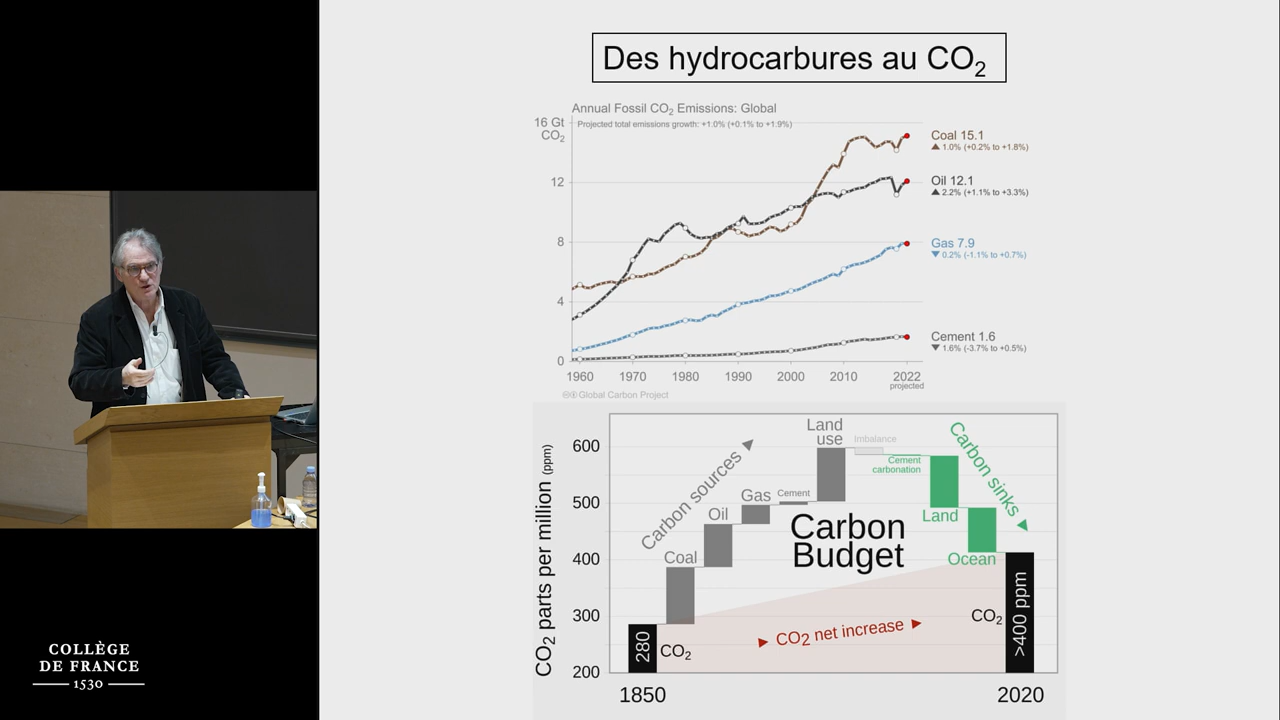 Des hydrocarbures au CO₂
Annual Fossil CO₂ Emissions: Global
Projected total emissions growth: +1.0% (+0.1% to +1.9%)
16 Gt
CO₂
12
8
4
0
Coal 15.1
▲ 1.0% (+0.2% to +1.8%)
Oil 12.1
▲ 2.2% (+1.1% to +3.3%)
Gas 7.9
▼ 0.2% (-1.1% to +0.7%)
Cement 1.6
▼ 1.6% (-3.7% to +0.5%)
1960 1970 1980 1990 2000 2010 2022
projected
Global Carbon Project
CO₂ parts per million (ppm)
600
500
400
300
200
Carbon sources
Coal
Oil
Gas
Cement
Land
use
Imbalance
Cement
carbonation
Carbon sinks
Land
Ocean
Carbon
Budget
CO₂ net increase
280
CO₂
CO₂
>400 ppm
1850
2020
COLLÈGE
DE FRANCE
1530